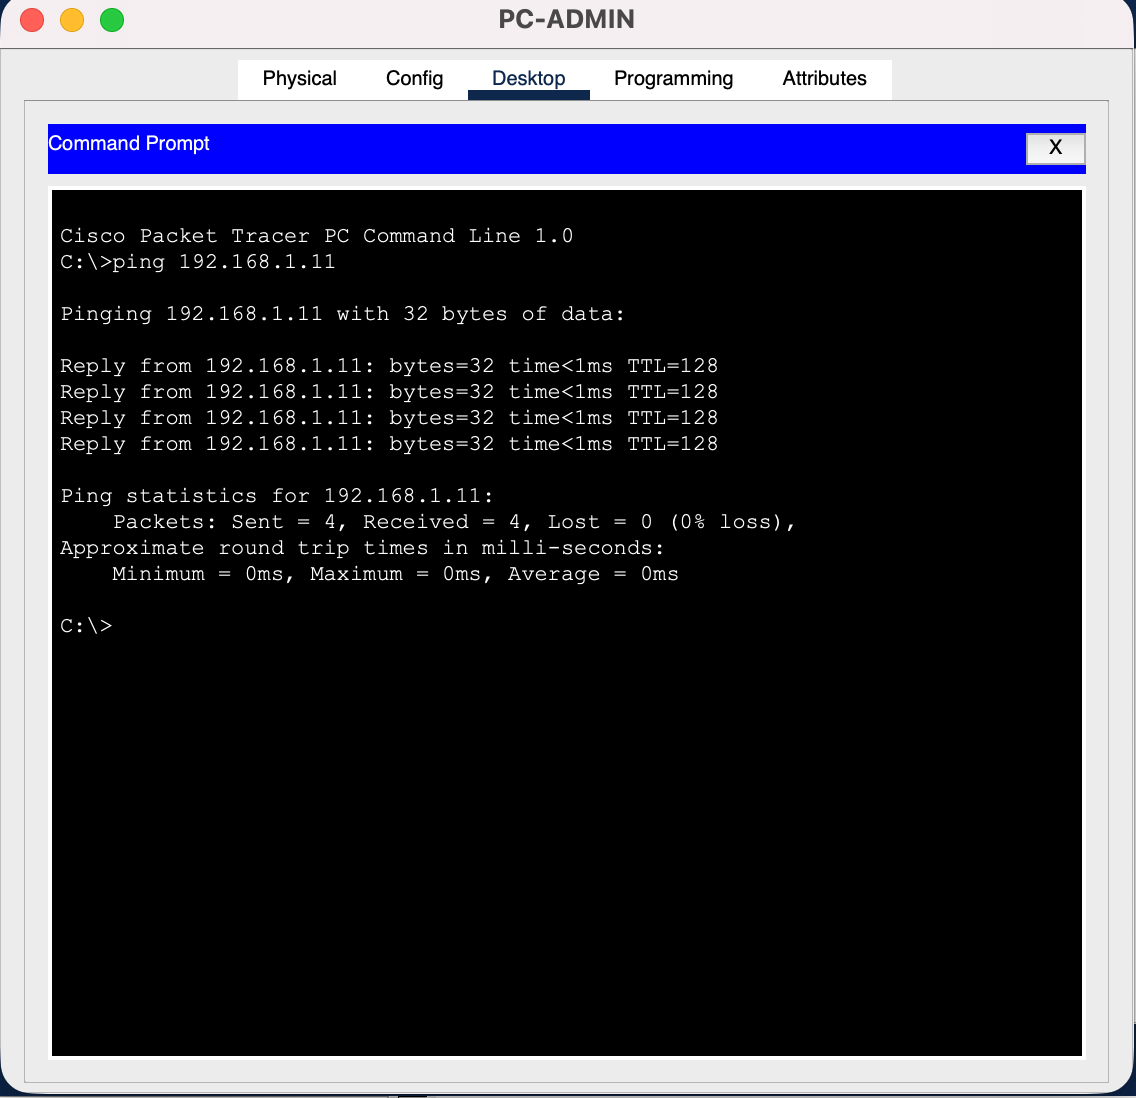 PC-ADMIN
Physical Config Desktop Programming Attributes
Command Prompt
X
Cisco Packet Tracer PC Command Line 1.0
C:\>ping 192.168.1.11
Pinging 192.168.1.11 with 32 bytes of data:
Reply from 192.168.1.11: bytes=32 time<1ms TTL=128
Reply from 192.168.1.11: bytes=32 time<1ms TTL=128
Reply from 192.168.1.11: bytes=32 time<1ms TTL=128
Reply from 192.168.1.11: bytes=32 time<1ms TTL=128
Ping statistics for 192.168.1.11:
Packets: Sent = 4, Received = 4, Lost = 0 (0% loss),
Approximate round trip times in milli-seconds:
Minimum = 0ms, Maximum = 0ms, Average = 0ms
C:\>